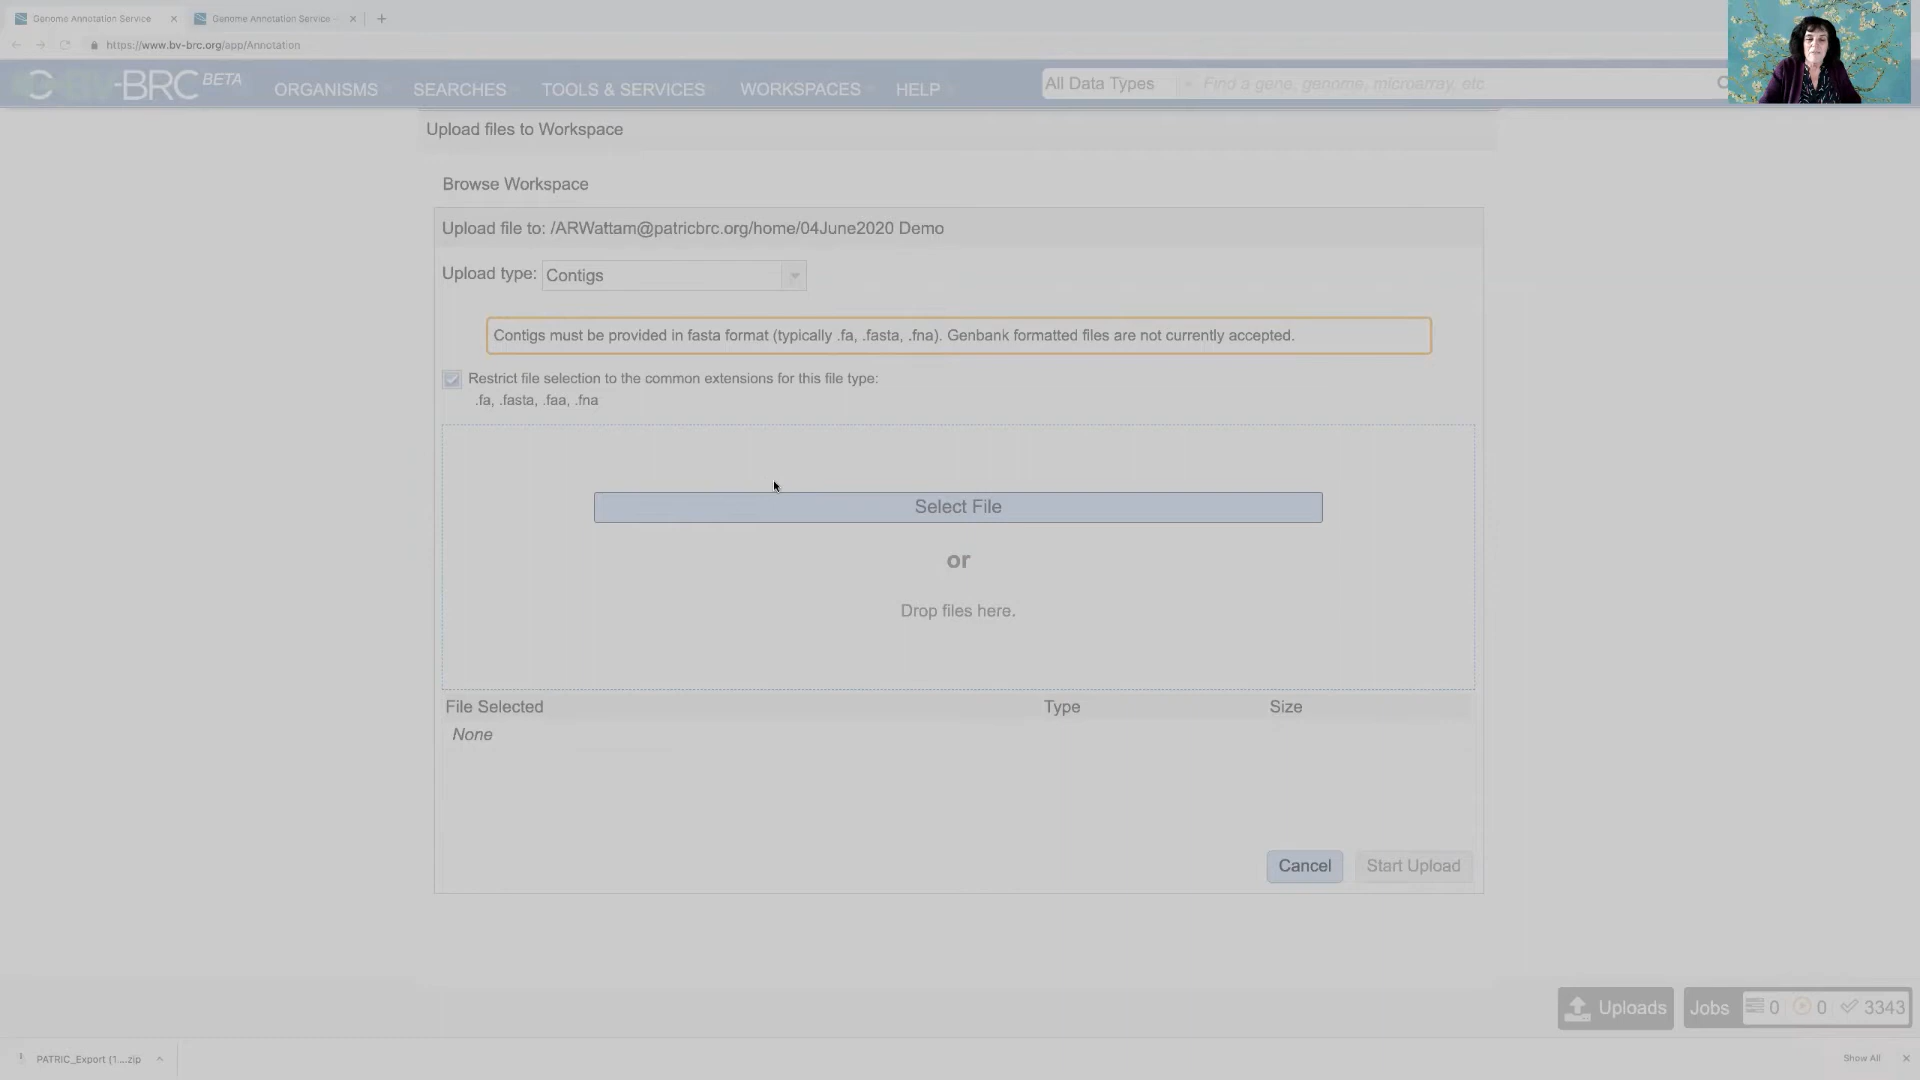 Genome Annotation Service
Genome Annotation Service
https://www.bv-brc.org/app/Annotation
-BRC BETA
ORGANISMS
SEARCHES
TOOLS & SERVICES
WORKSPACES
HELP
All Data Types
Find a gene, genome, microarray, etc
Upload files to Workspace
Browse Workspace
Upload file to: /ARWattam@patricbrc.org/home/04June2020 Demo
Upload type: Contigs
Contigs must be provided in fasta format (typically .fa, .fasta, .fna). Genbank formatted files are not currently accepted.
Restrict file selection to the common extensions for this file type:
.fa, .fasta, .faa, .fna
Select File
or
Drop files here.
File Selected Type Size
None
Cancel Start Upload
Uploads Jobs 0 0 3343
PATRIC_Export (1....zip
Show All